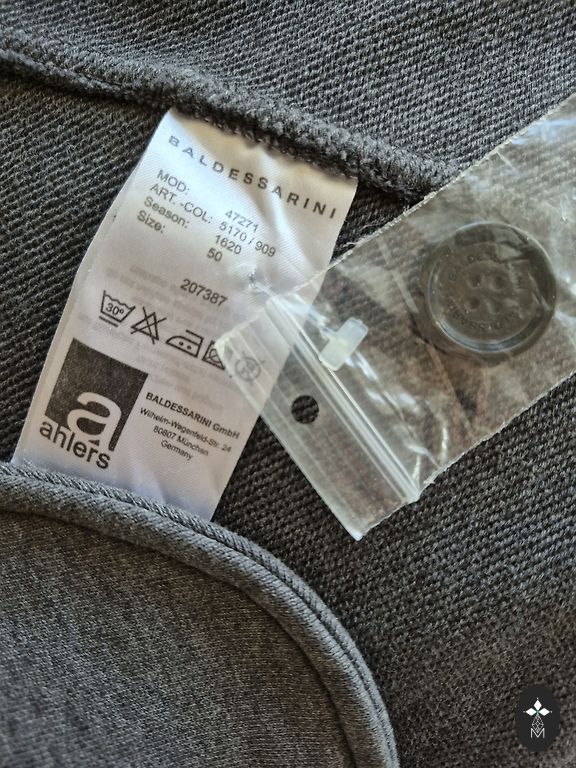 BALDESSARINI
MOD: 47271
ART.-COL: 5170 / 909
Season: 1620
Size: 50
207387
30°
a
ahlers
BALDESSARINI GmbH
Wilhelm-Wagenfeld-Str. 24
80807 München
Germany
M